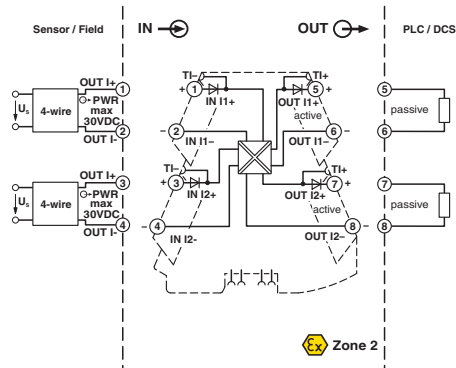 Sensor / Field
IN
OUT
PLC / DCS
OUT I+
1
4-wire
PWR
max
30VDC
Us
2
OUT I-
OUT I+
3
4-wire
PWR
max
30VDC
Us
4
OUT I-
TI–
+ 1
IN I1+
– 2
IN I1–
TI–
+ 3
IN I2+
– 4
IN I2-
TI+
5 +
OUT I1+
active
6 –
OUT I1–
TI+
7 +
OUT I2+
active
8 –
OUT I2–
5
passive
6
7
passive
8
Ex Zone 2